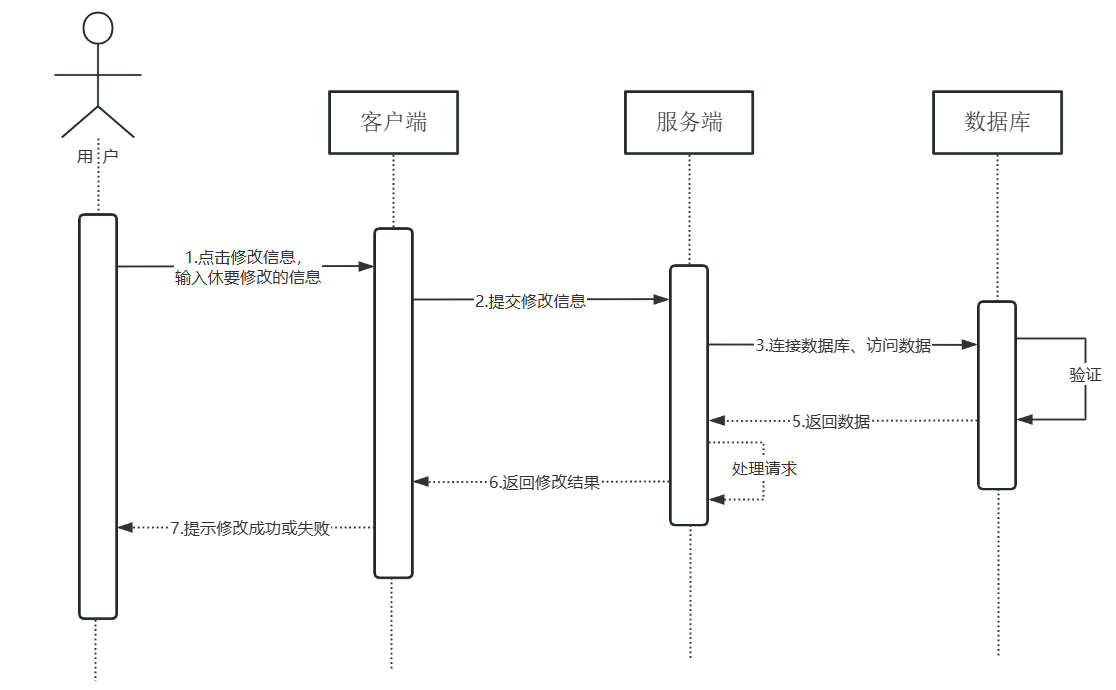 客户端
服务端
数据库
用户
1.点击修改信息，
输入休要修改的信息
2.提交修改信息
3.连接数据库、访问数据
验证
5.返回数据
处理请求
6.返回修改结果
7.提示修改成功或失败